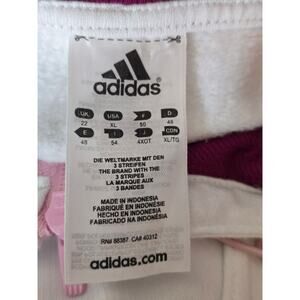 adidas®
UK USA F D
22 XL 50 48
E I J CDN
48 54 4XOT XL/TG
DIE WELTMARKE MIT DEN
3 STREIFEN
THE BRAND WITH THE
3 STRIPES
LA MARQUE AUX
3 BANDES
MADE IN INDONESIA
FABRIQUÉ EN INDONÉSIE
HECHO EN INDONESIA
FABRICADO NA INDONÉSIA
RN# 88387 CA# 40312
adidas.com